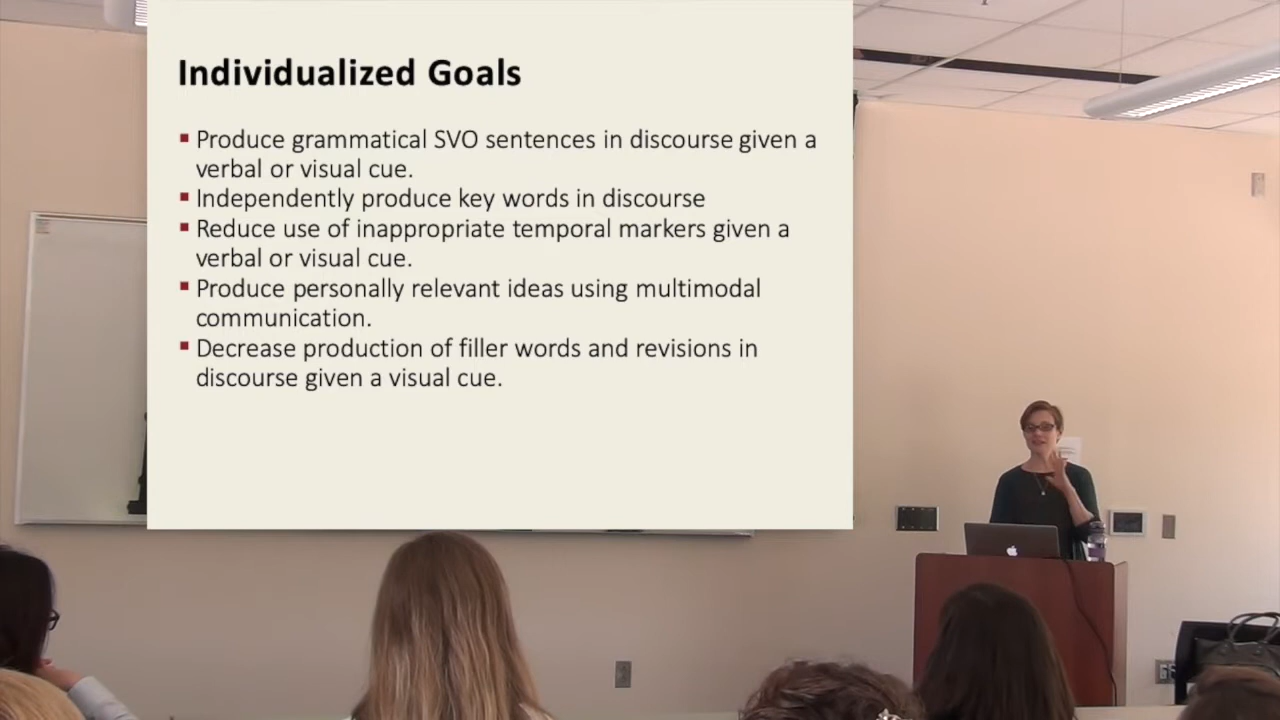 Individualized Goals
▪ Produce grammatical SVO sentences in discourse given a
verbal or visual cue.
▪ Independently produce key words in discourse
▪ Reduce use of inappropriate temporal markers given a
verbal or visual cue.
▪ Produce personally relevant ideas using multimodal
communication.
▪ Decrease production of filler words and revisions in
discourse given a visual cue.